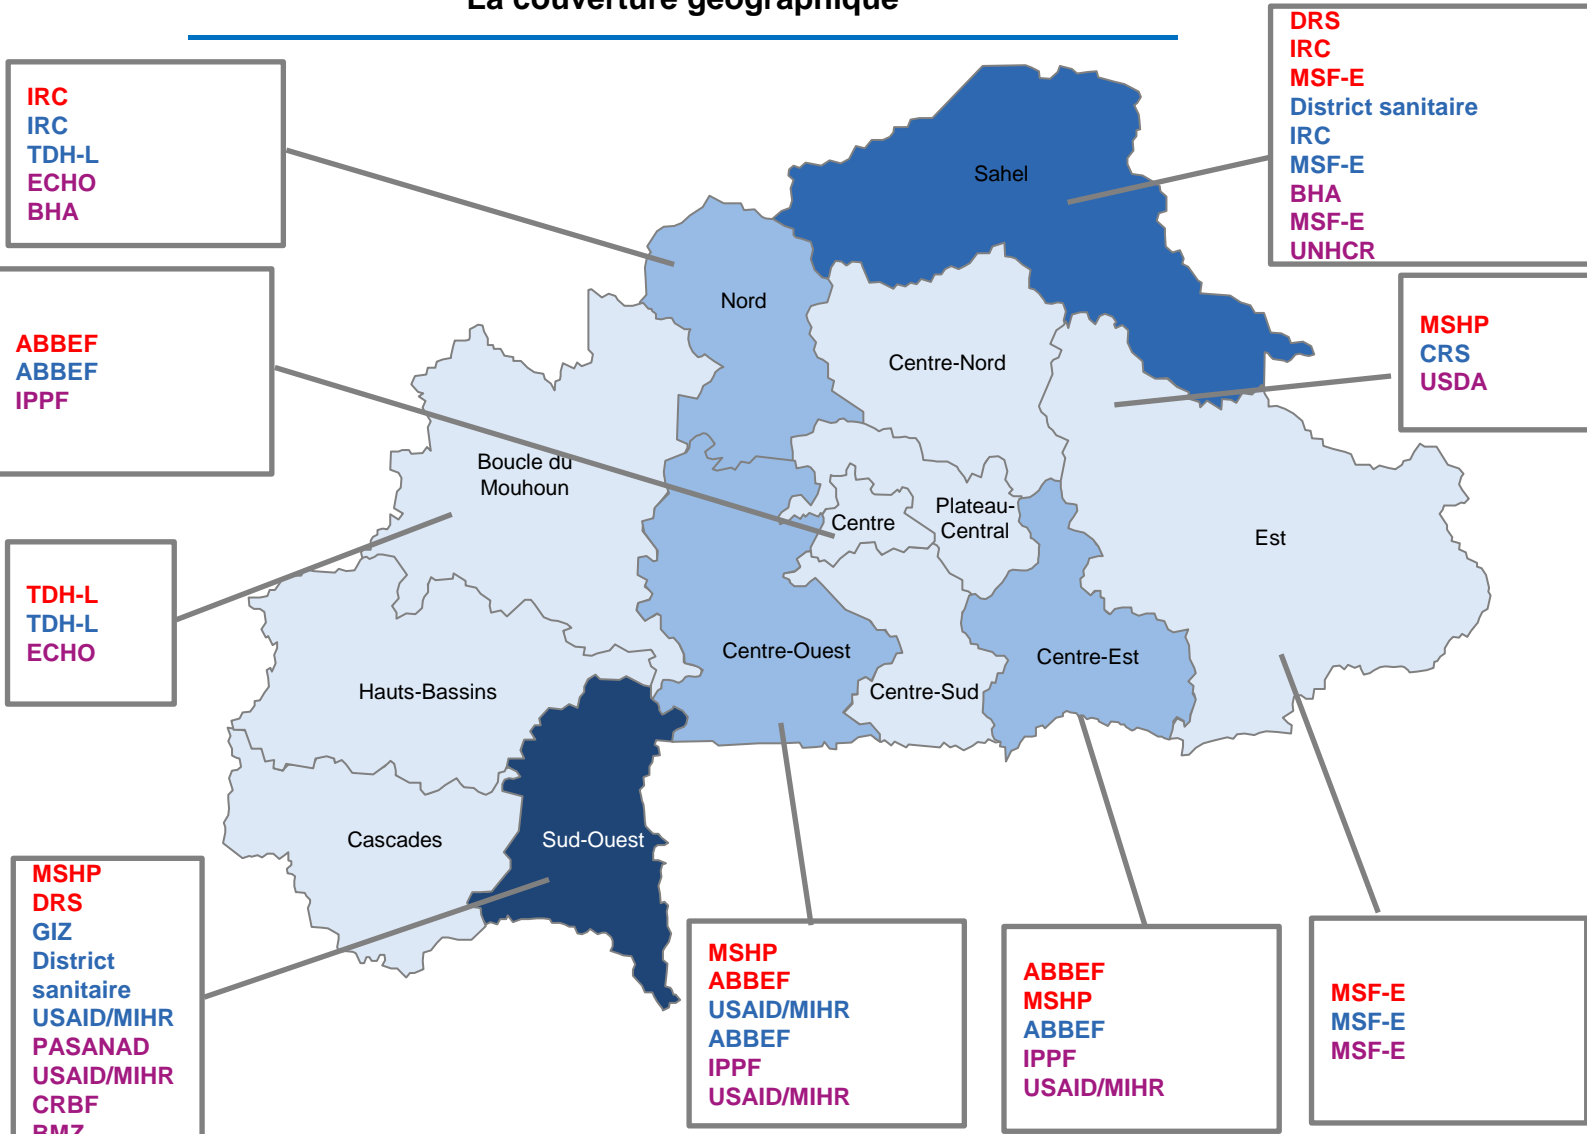 La couverture géographique
DRS
IRC
MSF-E
District sanitaire
IRC
MSF-E
BHA
MSF-E
UNHCR
IRC
IRC
TDH-L
ECHO
BHA
Sahel
Nord
MSHP
CRS
USDA
ABBEF
ABBEF
IPPF
Centre-Nord
Boucle du
Mouhoun
Plateau-
Central
Centre
Est
TDH-L
TDH-L
ECHO
Centre-Ouest
Centre-Est
Hauts-Bassins
Centre-Sud
Cascades
Sud-Ouest
MSHP
DRS
GIZ
District
sanitaire
USAID/MIHR
PASANAD
USAID/MIHR
CRBF
BMZ
MSHP
ABBEF
USAID/MIHR
ABBEF
IPPF
USAID/MIHR
ABBEF
MSHP
ABBEF
IPPF
USAID/MIHR
MSF-E
MSF-E
MSF-E